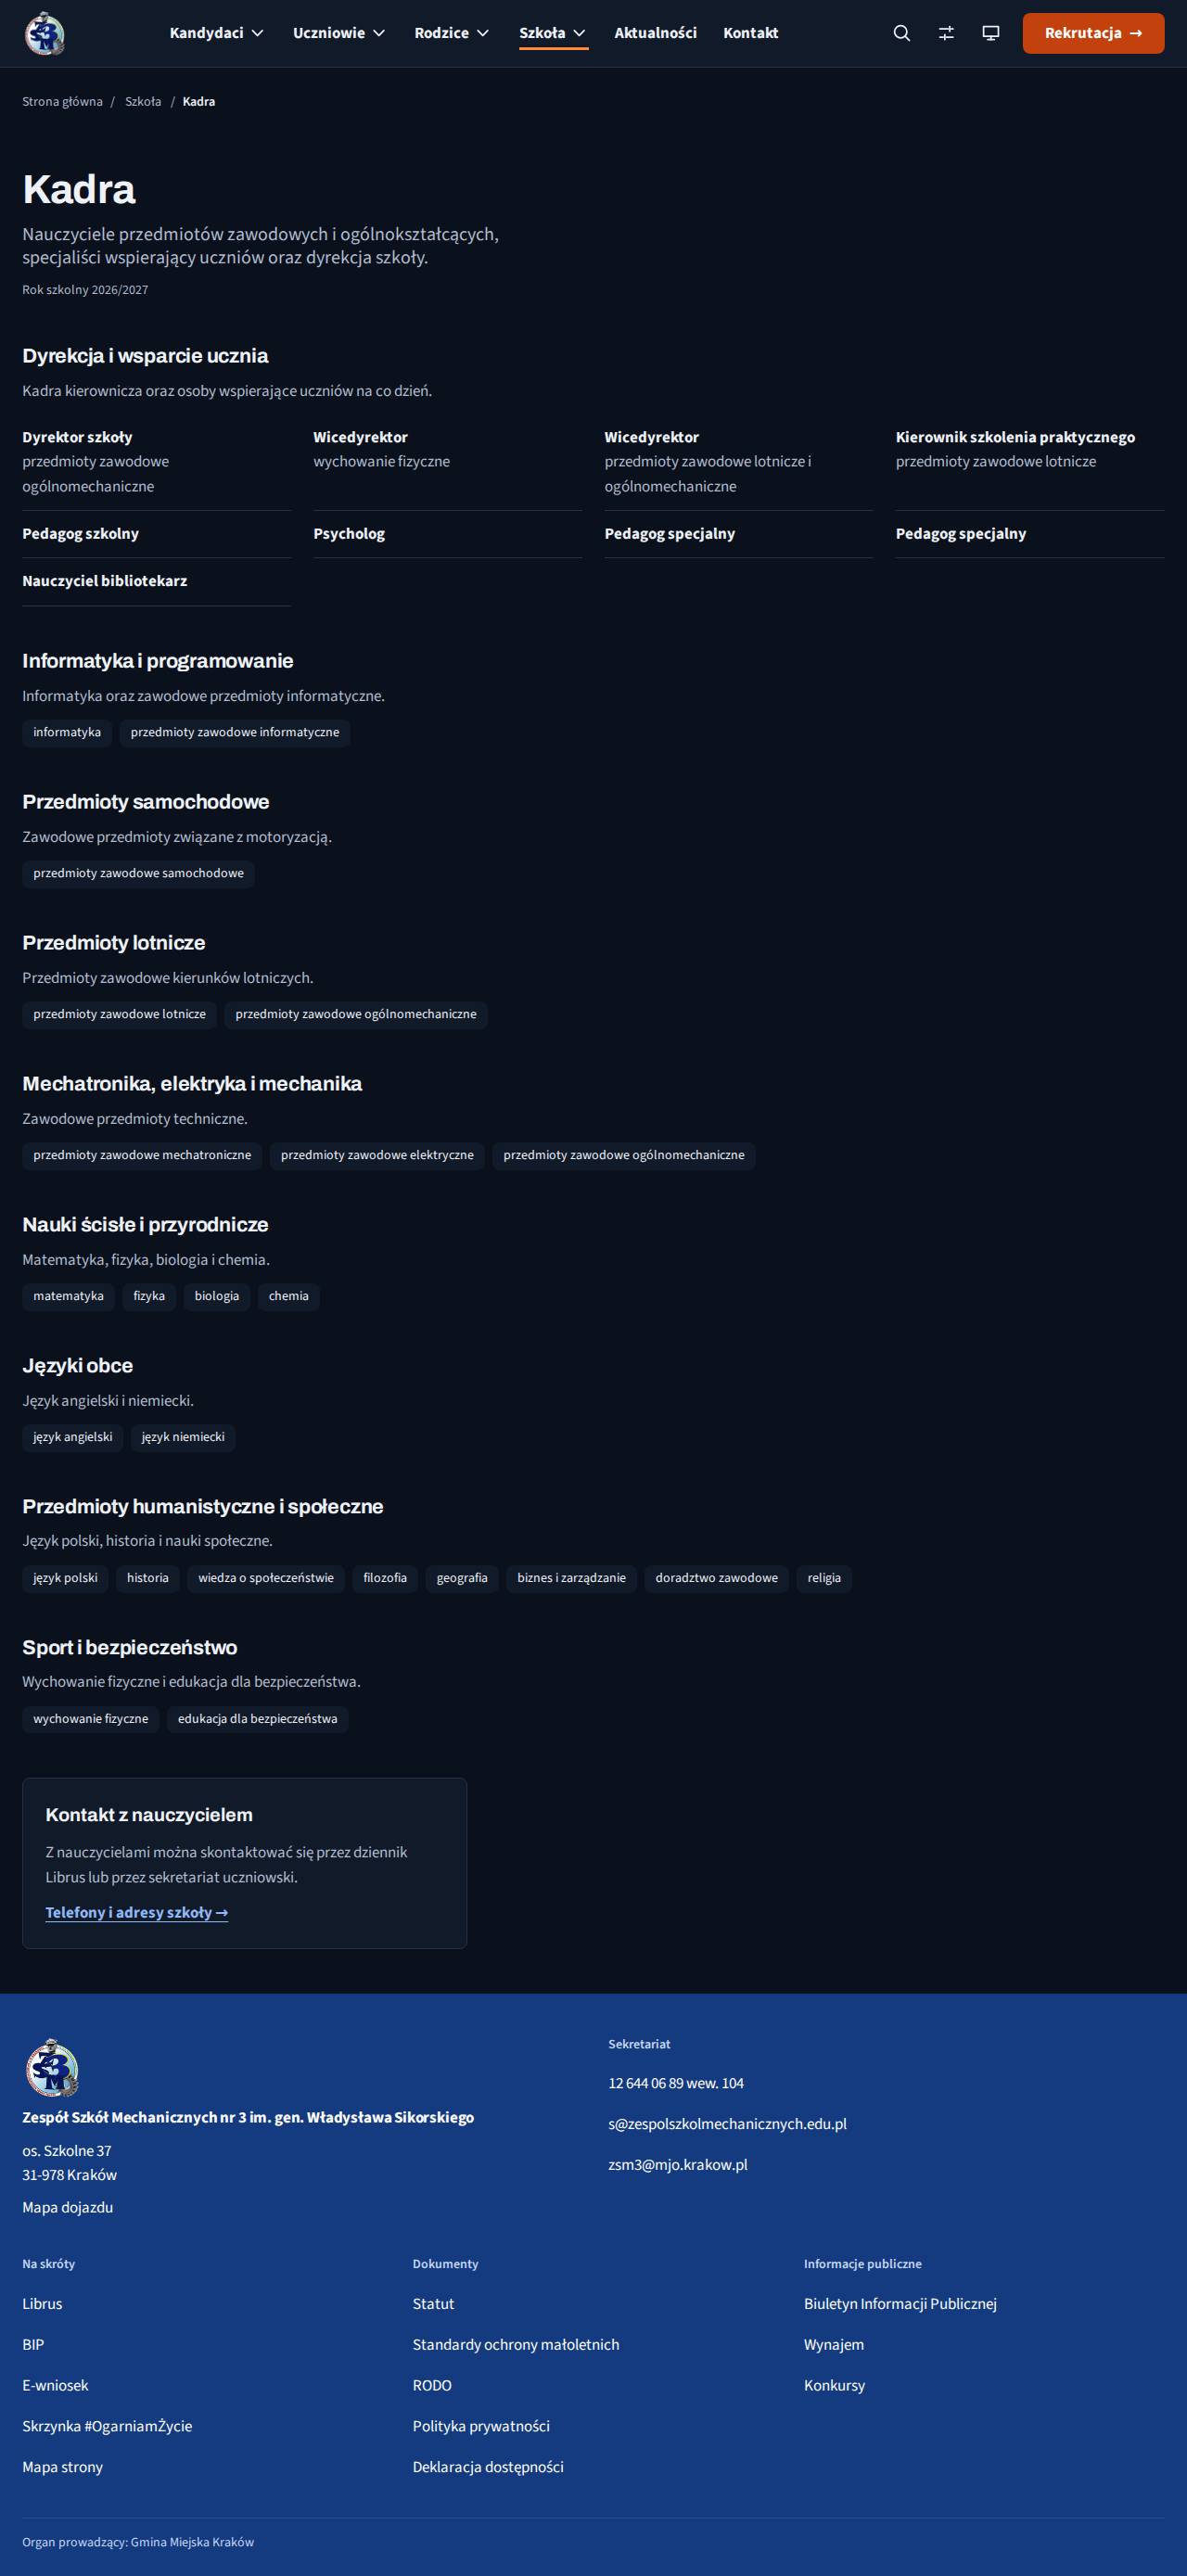 Kandydaci Uczniowie Rodzice Szkoła Aktualności Kontakt Rekrutacja →
Strona główna / Szkoła / Kadra
Kadra
Nauczyciele przedmiotów zawodowych i ogólnokształcących,
specjaliści wspierający uczniów oraz dyrekcja szkoły.
Rok szkolny 2026/2027
Dyrekcja i wsparcie ucznia
Kadra kierownicza oraz osoby wspierające uczniów na co dzień.
Dyrektor szkoły
przedmioty zawodowe
ogólnomechaniczne
Wicedyrektor
wychowanie fizyczne
Wicedyrektor
przedmioty zawodowe lotnicze i
ogólnomechaniczne
Kierownik szkolenia praktycznego
przedmioty zawodowe lotnicze
Pedagog szkolny
Psycholog
Pedagog specjalny
Pedagog specjalny
Nauczyciel bibliotekarz
Informatyka i programowanie
Informatyka oraz zawodowe przedmioty informatyczne.
informatyka przedmioty zawodowe informatyczne
Przedmioty samochodowe
Zawodowe przedmioty związane z motoryzacją.
przedmioty zawodowe samochodowe
Przedmioty lotnicze
Przedmioty zawodowe kierunków lotniczych.
przedmioty zawodowe lotnicze przedmioty zawodowe ogólnomechaniczne
Mechatronika, elektryka i mechanika
Zawodowe przedmioty techniczne.
przedmioty zawodowe mechatroniczne przedmioty zawodowe elektryczne przedmioty zawodowe ogólnomechaniczne
Nauki ścisłe i przyrodnicze
Matematyka, fizyka, biologia i chemia.
matematyka fizyka biologia chemia
Języki obce
Język angielski i niemiecki.
język angielski język niemiecki
Przedmioty humanistyczne i społeczne
Język polski, historia i nauki społeczne.
język polski historia wiedza o społeczeństwie filozofia geografia biznes i zarządzanie doradztwo zawodowe religia
Sport i bezpieczeństwo
Wychowanie fizyczne i edukacja dla bezpieczeństwa.
wychowanie fizyczne edukacja dla bezpieczeństwa
Kontakt z nauczycielem
Z nauczycielami można skontaktować się przez dziennik
Librus lub przez sekretariat uczniowski.
Telefony i adresy szkoły →
Zespół Szkół Mechanicznych nr 3 im. gen. Władysława Sikorskiego
os. Szkolne 37
31-978 Kraków
Mapa dojazdu
Sekretariat
12 644 06 89 wew. 104
s@zespolszkolmechanicznych.edu.pl
zsm3@mjo.krakow.pl
Na skróty
Librus
BIP
E-wniosek
Skrzynka #OgarniamŻycie
Mapa strony
Dokumenty
Statut
Standardy ochrony małoletnich
RODO
Polityka prywatności
Deklaracja dostępności
Informacje publiczne
Biuletyn Informacji Publicznej
Wynajem
Konkursy
Organ prowadzący: Gmina Miejska Kraków